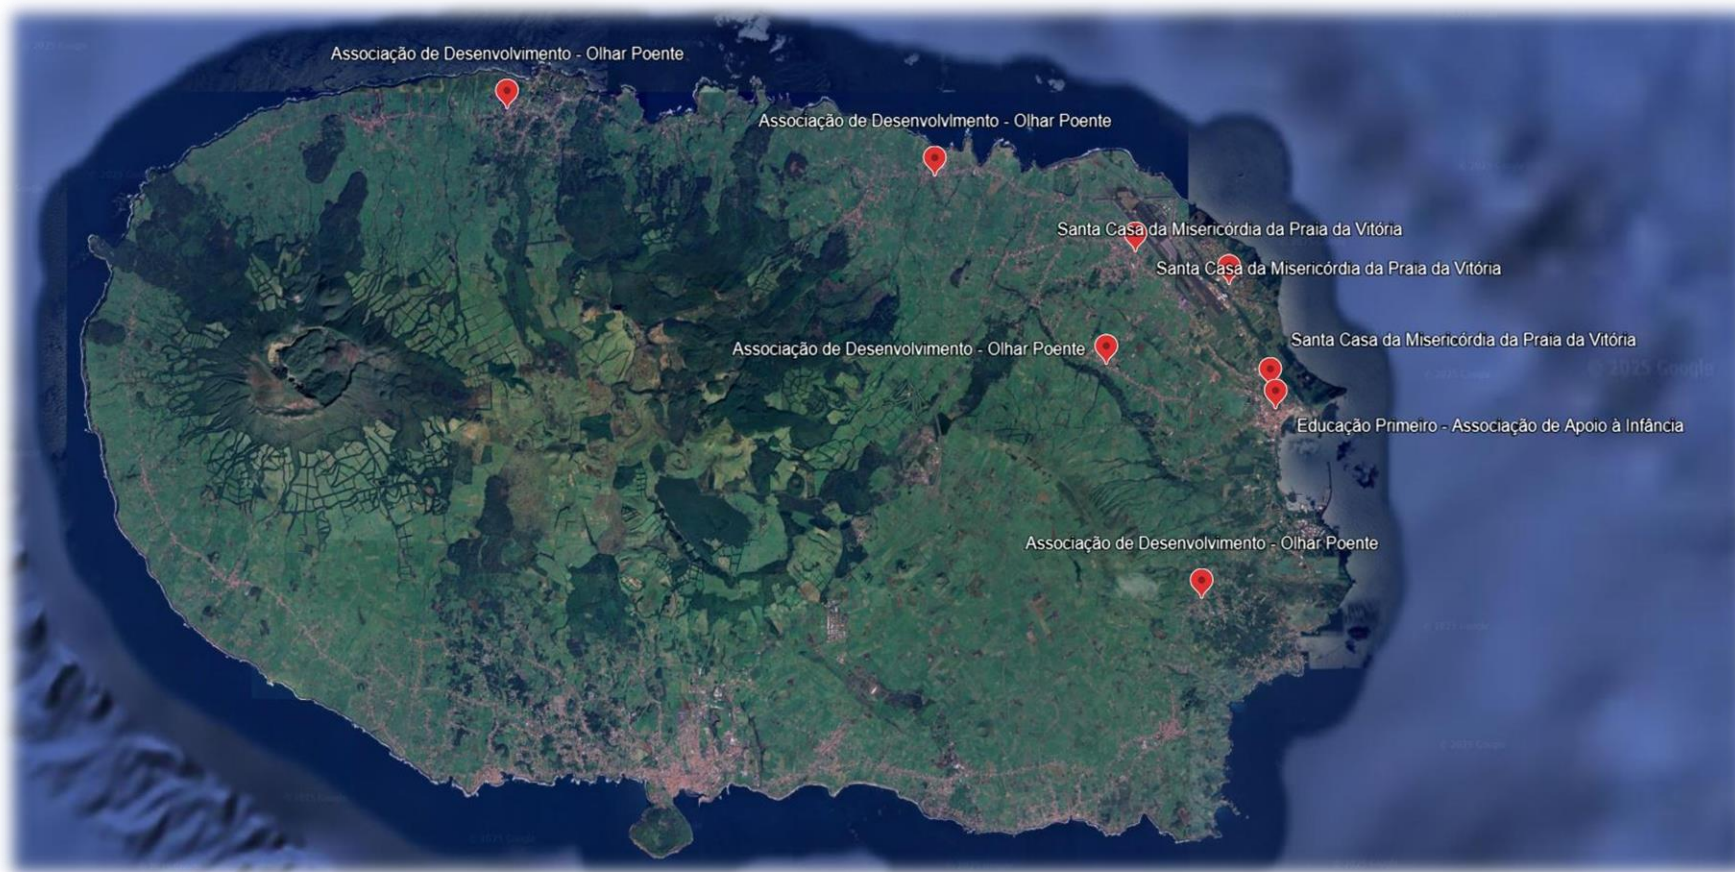 Associação de Desenvolvimento - Olhar Poente
Associação de Desenvolvimento - Olhar Poente
Santa Casa da Misericórdia da Praia da Vitória
Santa Casa da Misericórdia da Praia da Vitória
Santa Casa da Misericórdia da Praia da Vitória
Associação de Desenvolvimento - Olhar Poente
Educação Primeiro - Associação de Apoio à Infância
Associação de Desenvolvimento - Olhar Poente
© 2025 Google